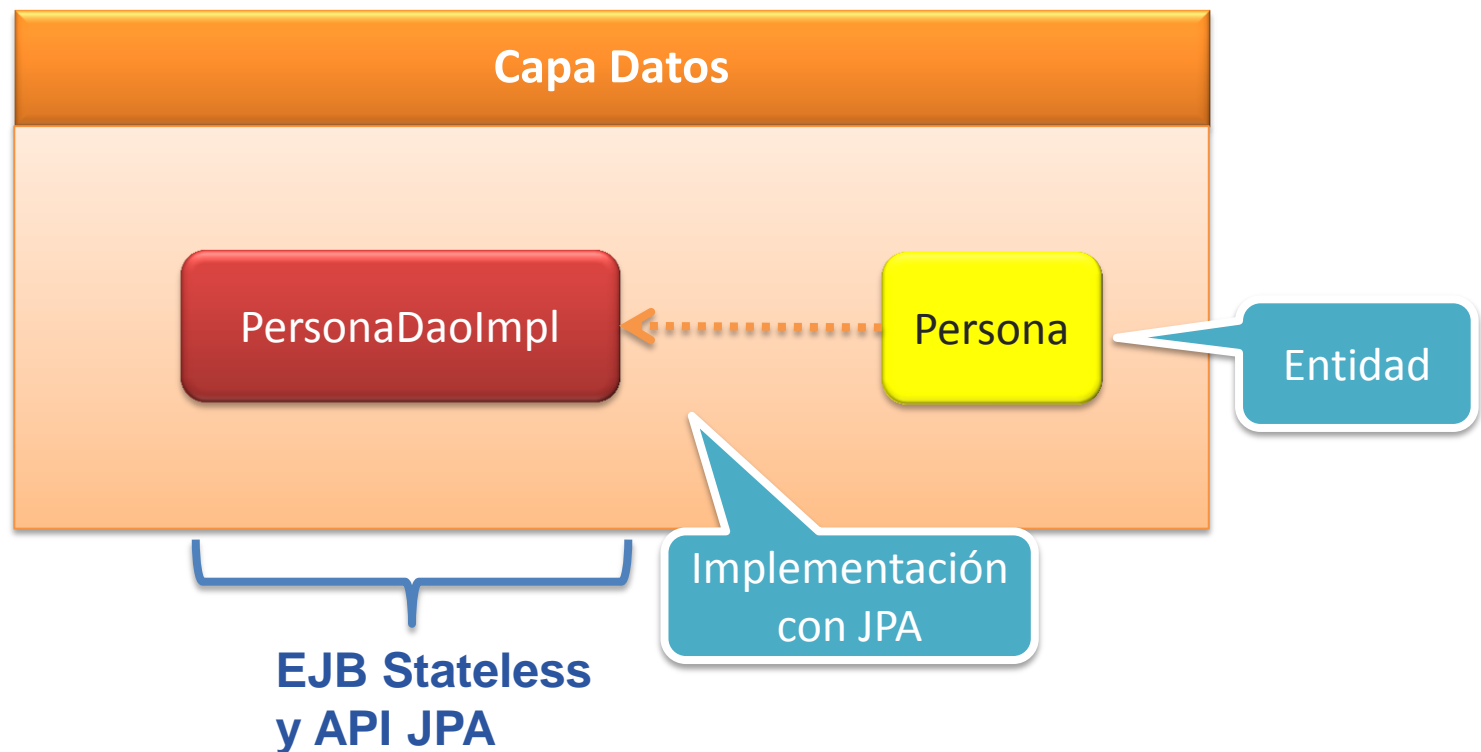 Capa Datos
PersonaDaoImpl
Persona
Entidad
Implementación
con JPA
EJB Stateless
y API JPA